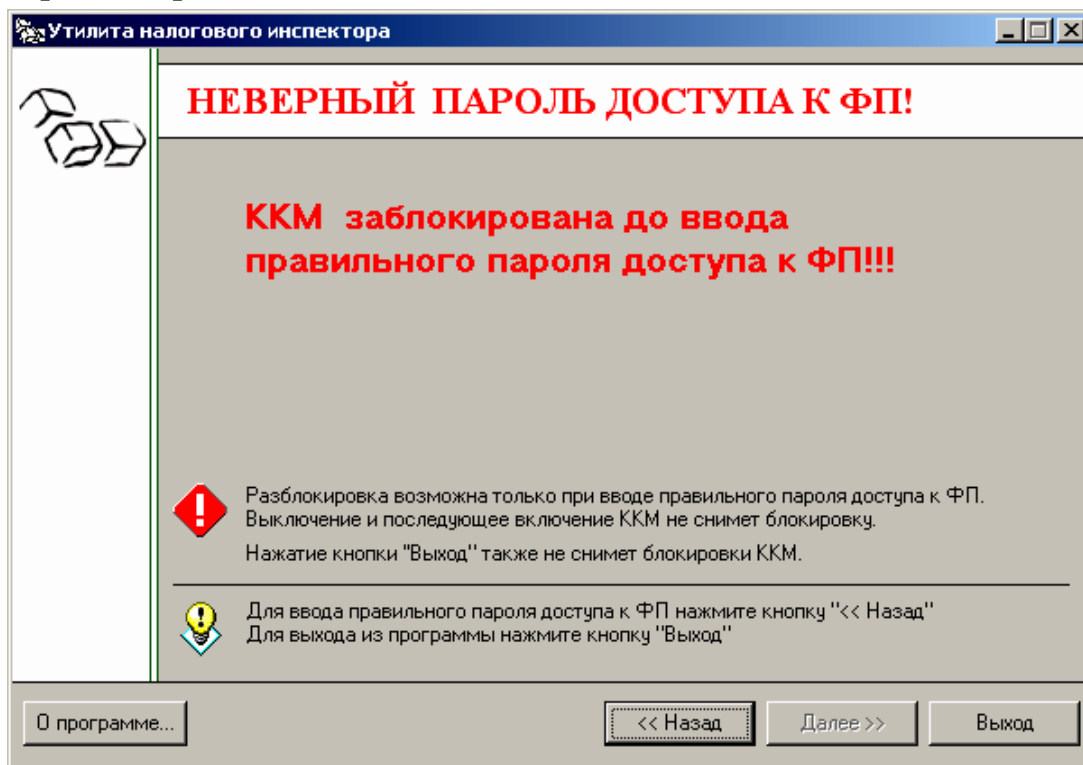 Утилита налогового инспектора
НЕВЕРНЫЙ ПАРОЛЬ ДОСТУПА К ФП!
ККМ заблокирована до ввода
правильного пароля доступа к ФП!!!
Разблокировка возможна только при вводе правильного пароля доступа к ФП.
Выключение и последующее включение ККМ не снимет блокировку.
Нажатие кнопки "Выход" также не снимет блокировки ККМ.
Для ввода правильного пароля доступа к ФП нажмите кнопку "<< Назад"
Для выхода из программы нажмите кнопку "Выход"
О программе...
<< Назад
Далее >>
Выход